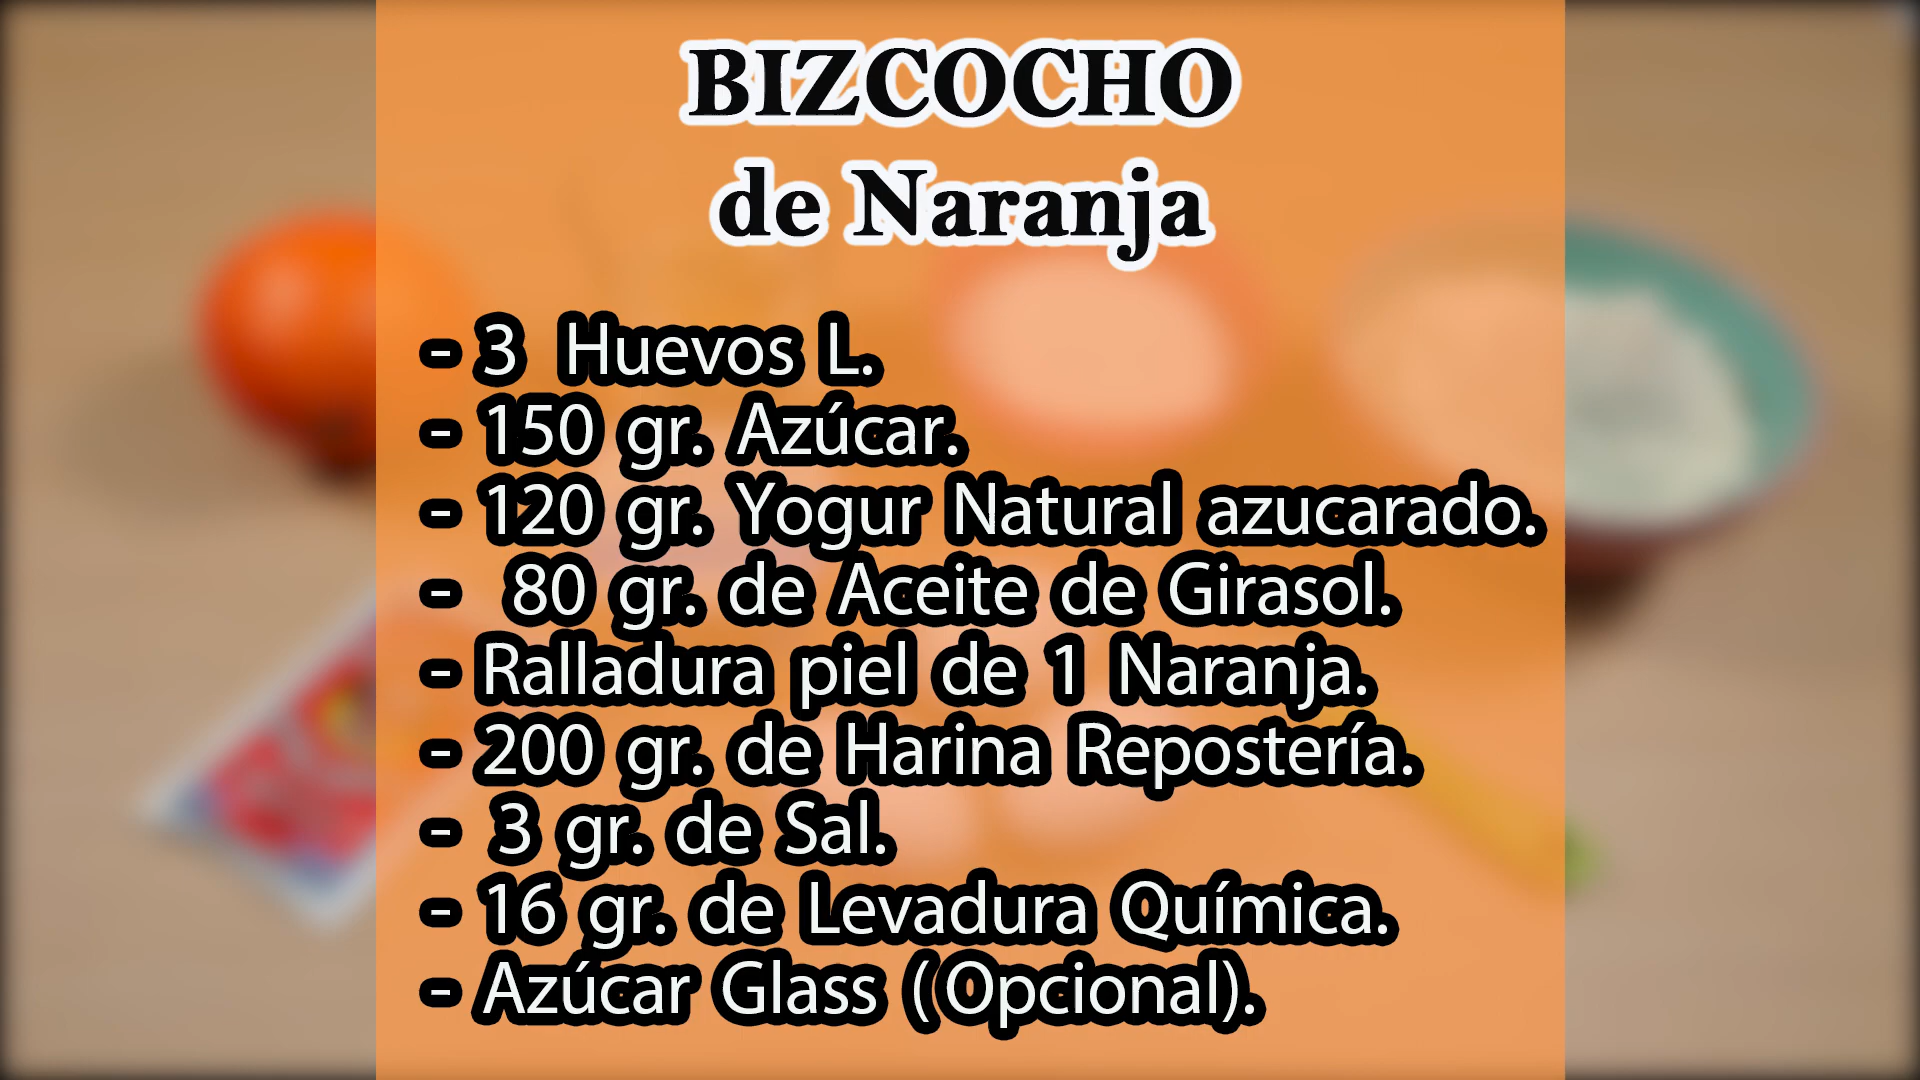 BIZCOCHO
de Naranja
- 3 Huevos L.
- 150 gr. Azúcar.
- 120 gr. Yogur Natural azucarado.
- 80 gr. de Aceite de Girasol.
- Ralladura piel de 1 Naranja.
- 200 gr. de Harina Repostería.
- 3 gr. de Sal.
- 16 gr. de Levadura Química.
- Azúcar Glass ( Opcional).